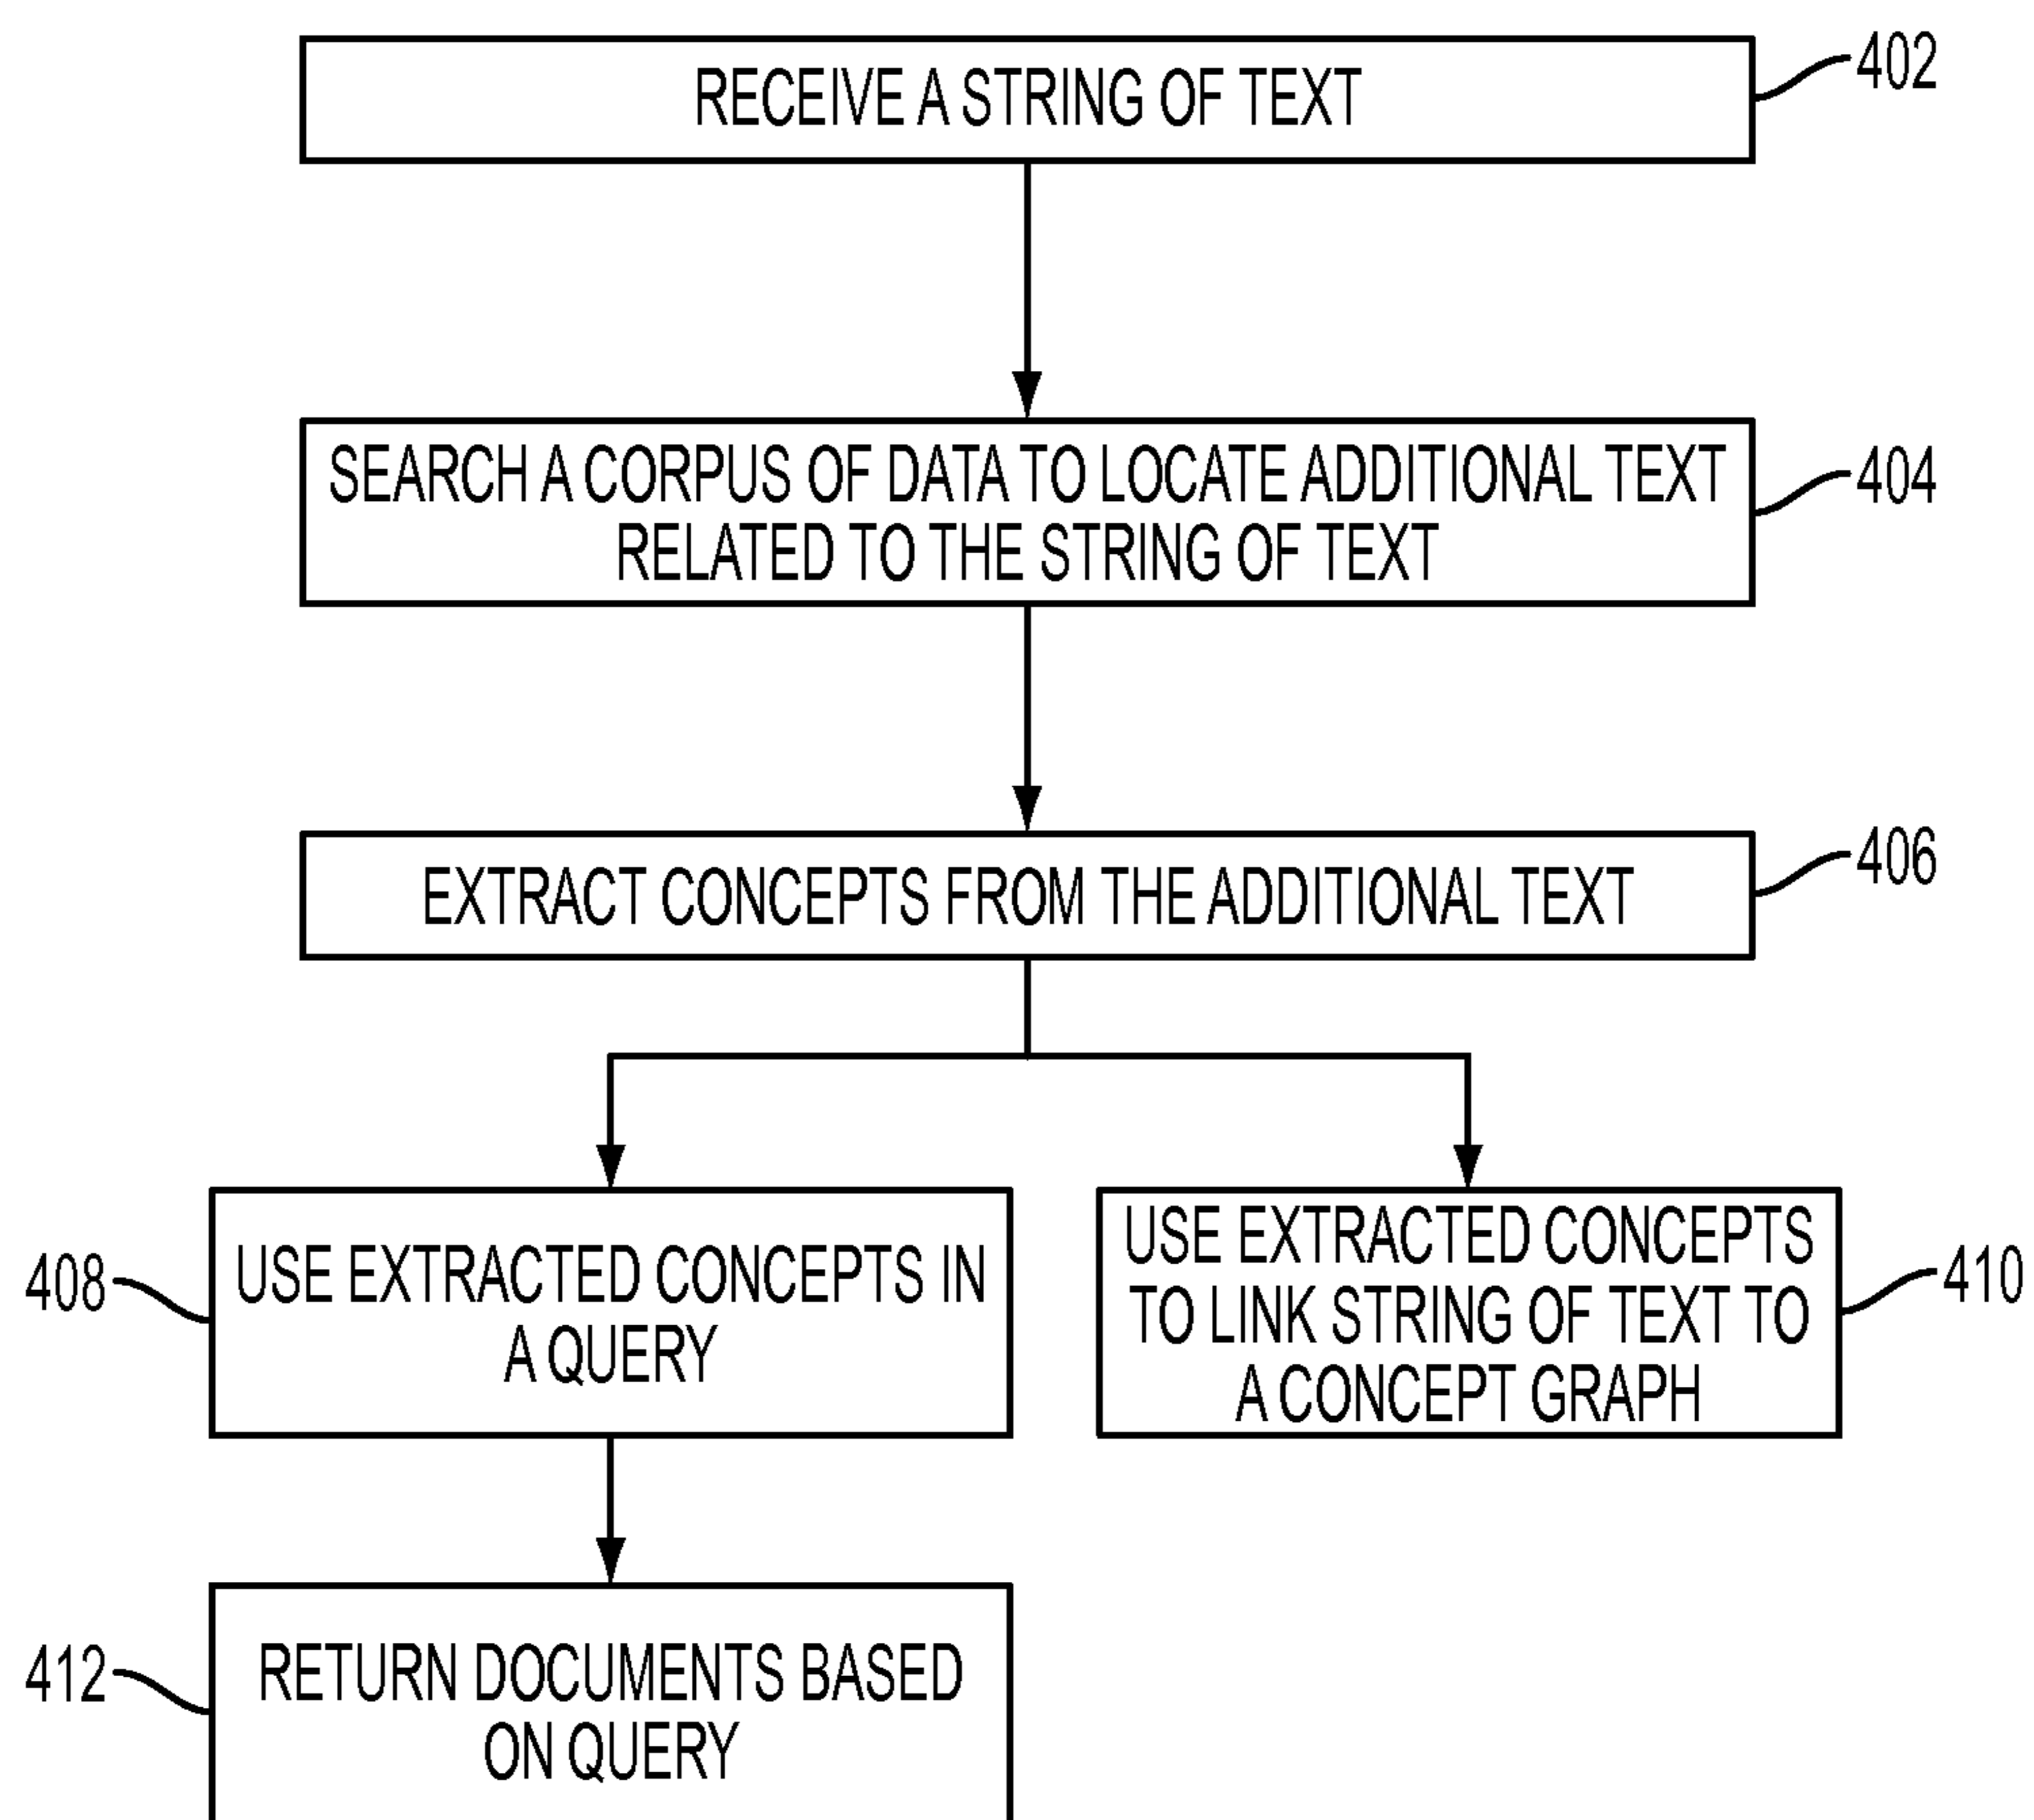 RECEIVE A STRING OF TEXT
402
SEARCH A CORPUS OF DATA TO LOCATE ADDITIONAL TEXT
RELATED TO THE STRING OF TEXT
404
EXTRACT CONCEPTS FROM THE ADDITIONAL TEXT
406
408
USE EXTRACTED CONCEPTS IN
A QUERY
USE EXTRACTED CONCEPTS
TO LINK STRING OF TEXT TO
A CONCEPT GRAPH
410
412
RETURN DOCUMENTS BASED
ON QUERY